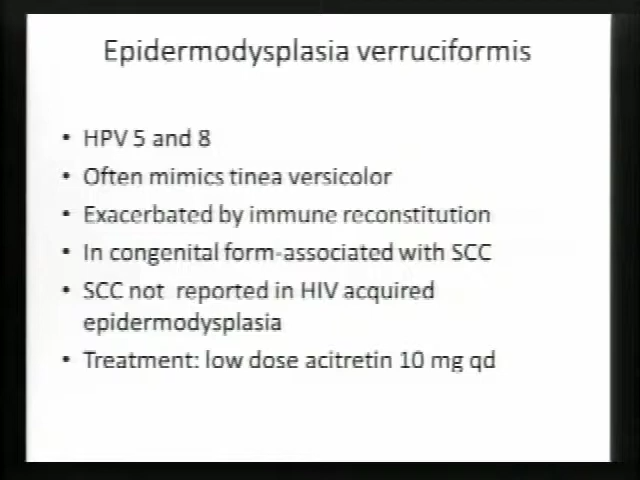 Epidermodysplasia verruciformis
• HPV 5 and 8
• Often mimics tinea versicolor
• Exacerbated by immune reconstitution
• In congenital form-associated with SCC
• SCC not  reported in HIV acquired
epidermodysplasia
• Treatment: low dose acitretin 10 mg qd